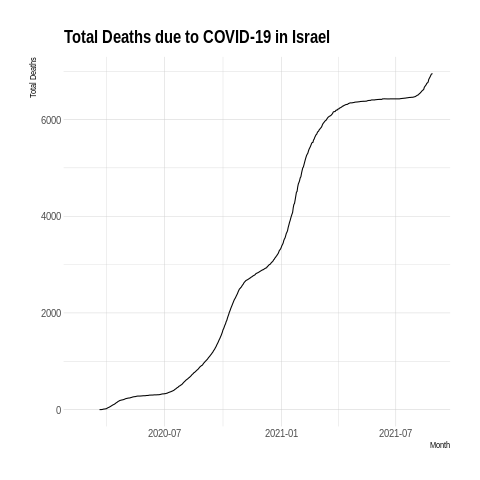 Total Deaths due to COVID-19 in Israel
Total Deaths
6000
4000
2000
0
2020-07
2021-01
2021-07
Month